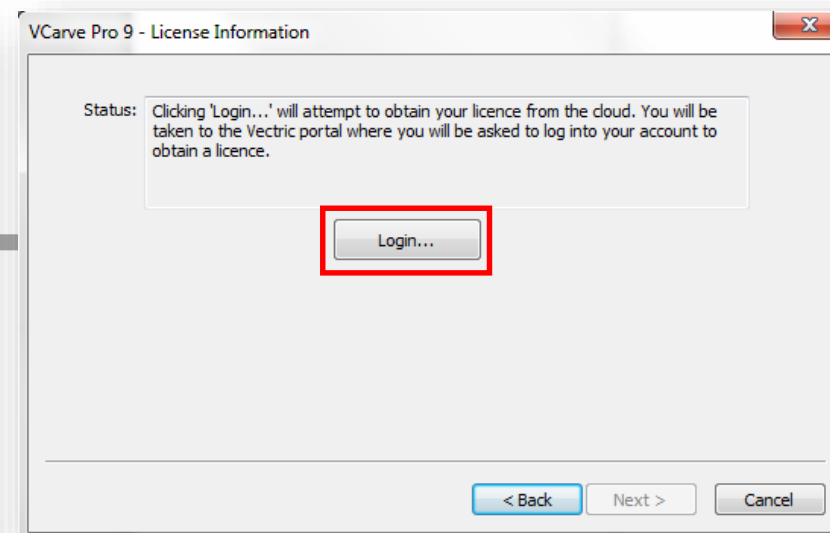 VCarve Pro 9 - License Information
Status: Clicking 'Login...' will attempt to obtain your licence from the cloud. You will be
taken to the Vectric portal where you will be asked to log into your account to
obtain a licence.
Login...
< Back Next > Cancel